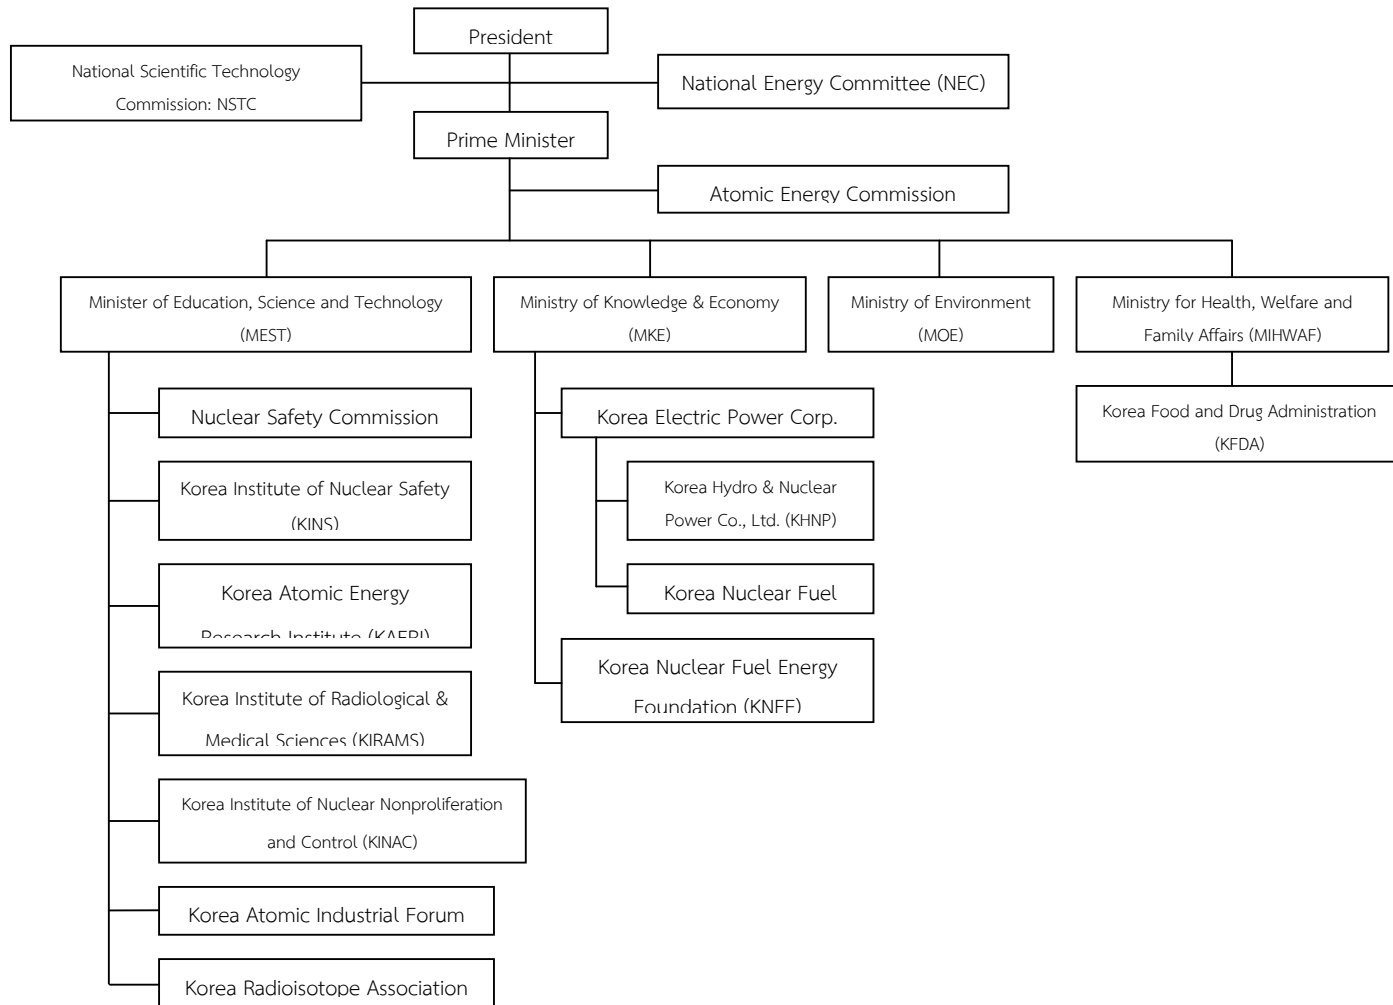 President
National Scientific Technology
Commission: NSTC
National Energy Committee (NEC)
Prime Minister
Atomic Energy Commission
Minister of Education, Science and Technology
(MEST)
Ministry of Knowledge & Economy
(MKE)
Ministry of Environment
(MOE)
Ministry for Health, Welfare and
Family Affairs (MIHWAF)
Nuclear Safety Commission
Korea Institute of Nuclear Safety
(KINS)
Korea Atomic Energy
Research Institute (KAERI)
Korea Institute of Radiological &
Medical Sciences (KIRAMS)
Korea Institute of Nuclear Nonproliferation
and Control (KINAC)
Korea Atomic Industrial Forum
Korea Radioisotope Association
Korea Electric Power Corp.
Korea Hydro & Nuclear
Power Co., Ltd. (KHNP)
Korea Nuclear Fuel
Korea Nuclear Fuel Energy
Foundation (KNFF)
Korea Food and Drug Administration
(KFDA)